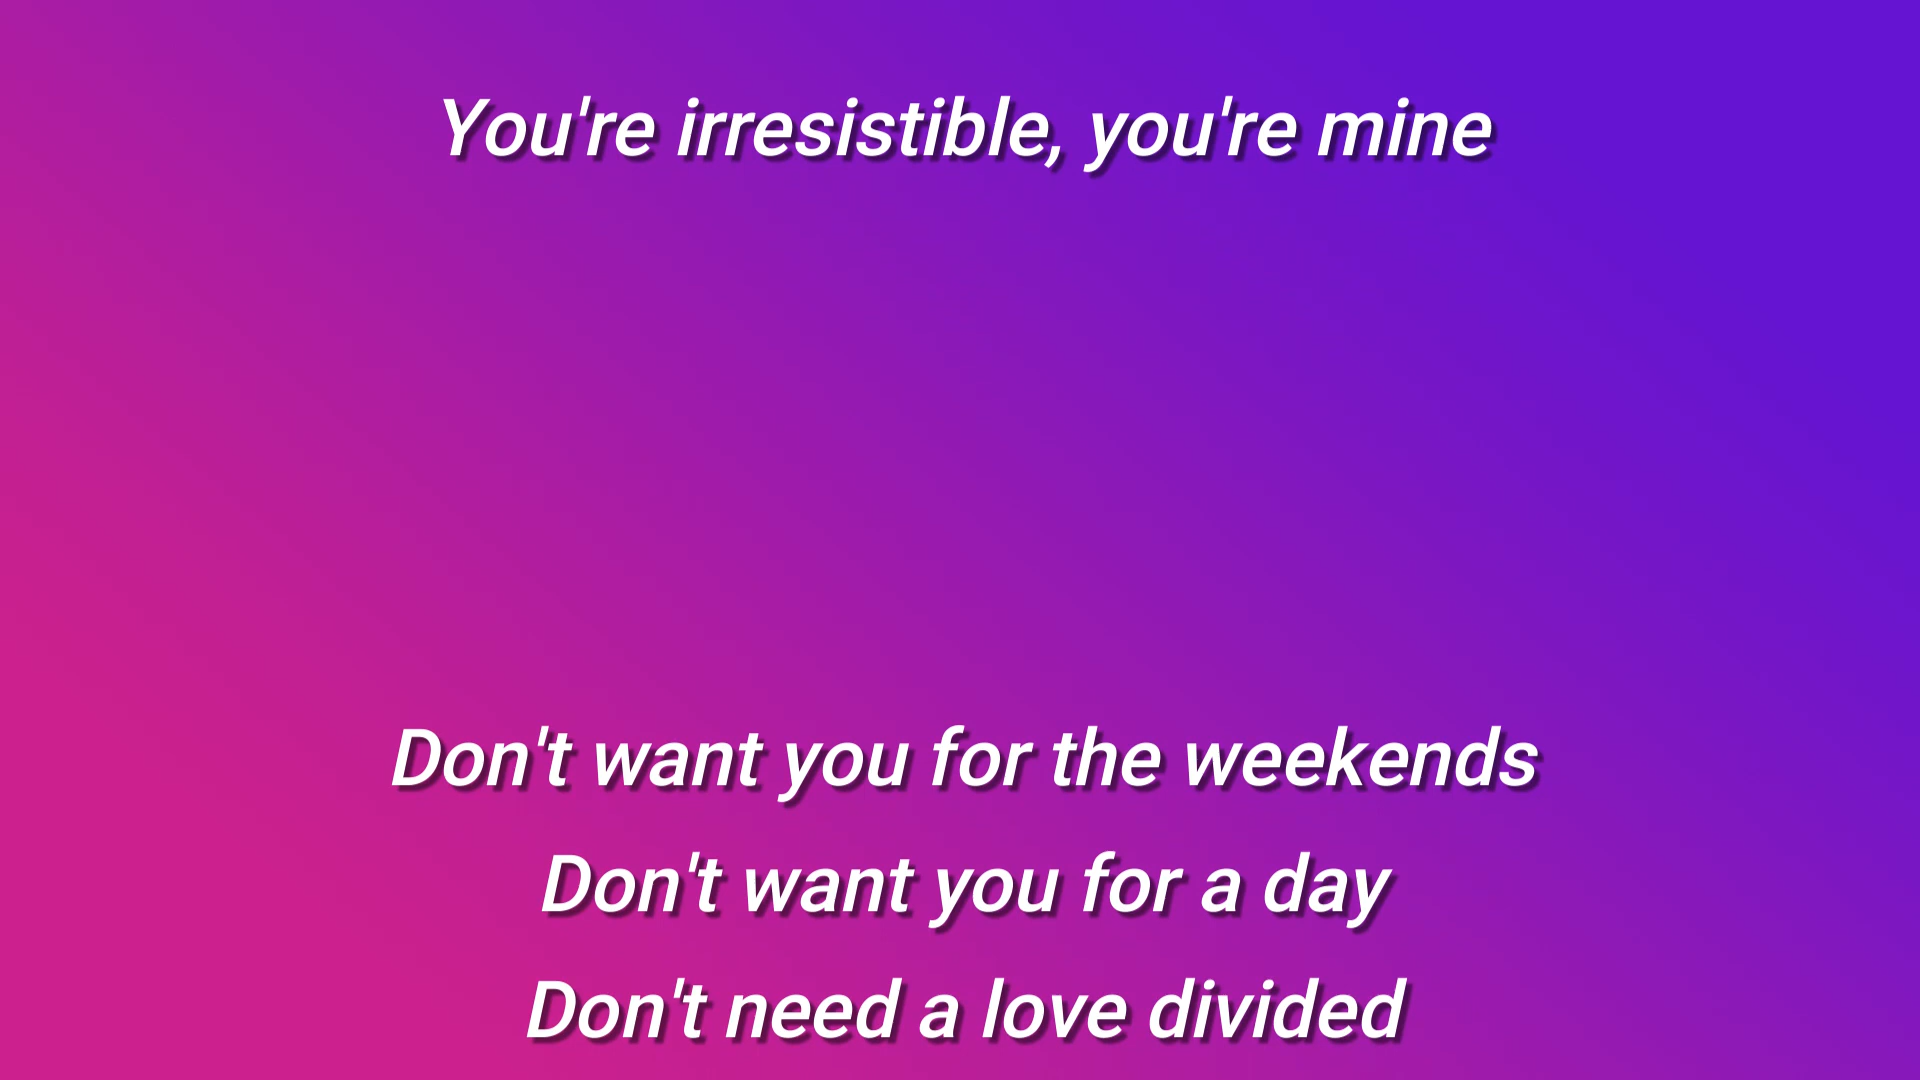 You're irresistible, you're mine
Don't want you for the weekends
Don't want you for a day
Don't need a love divided